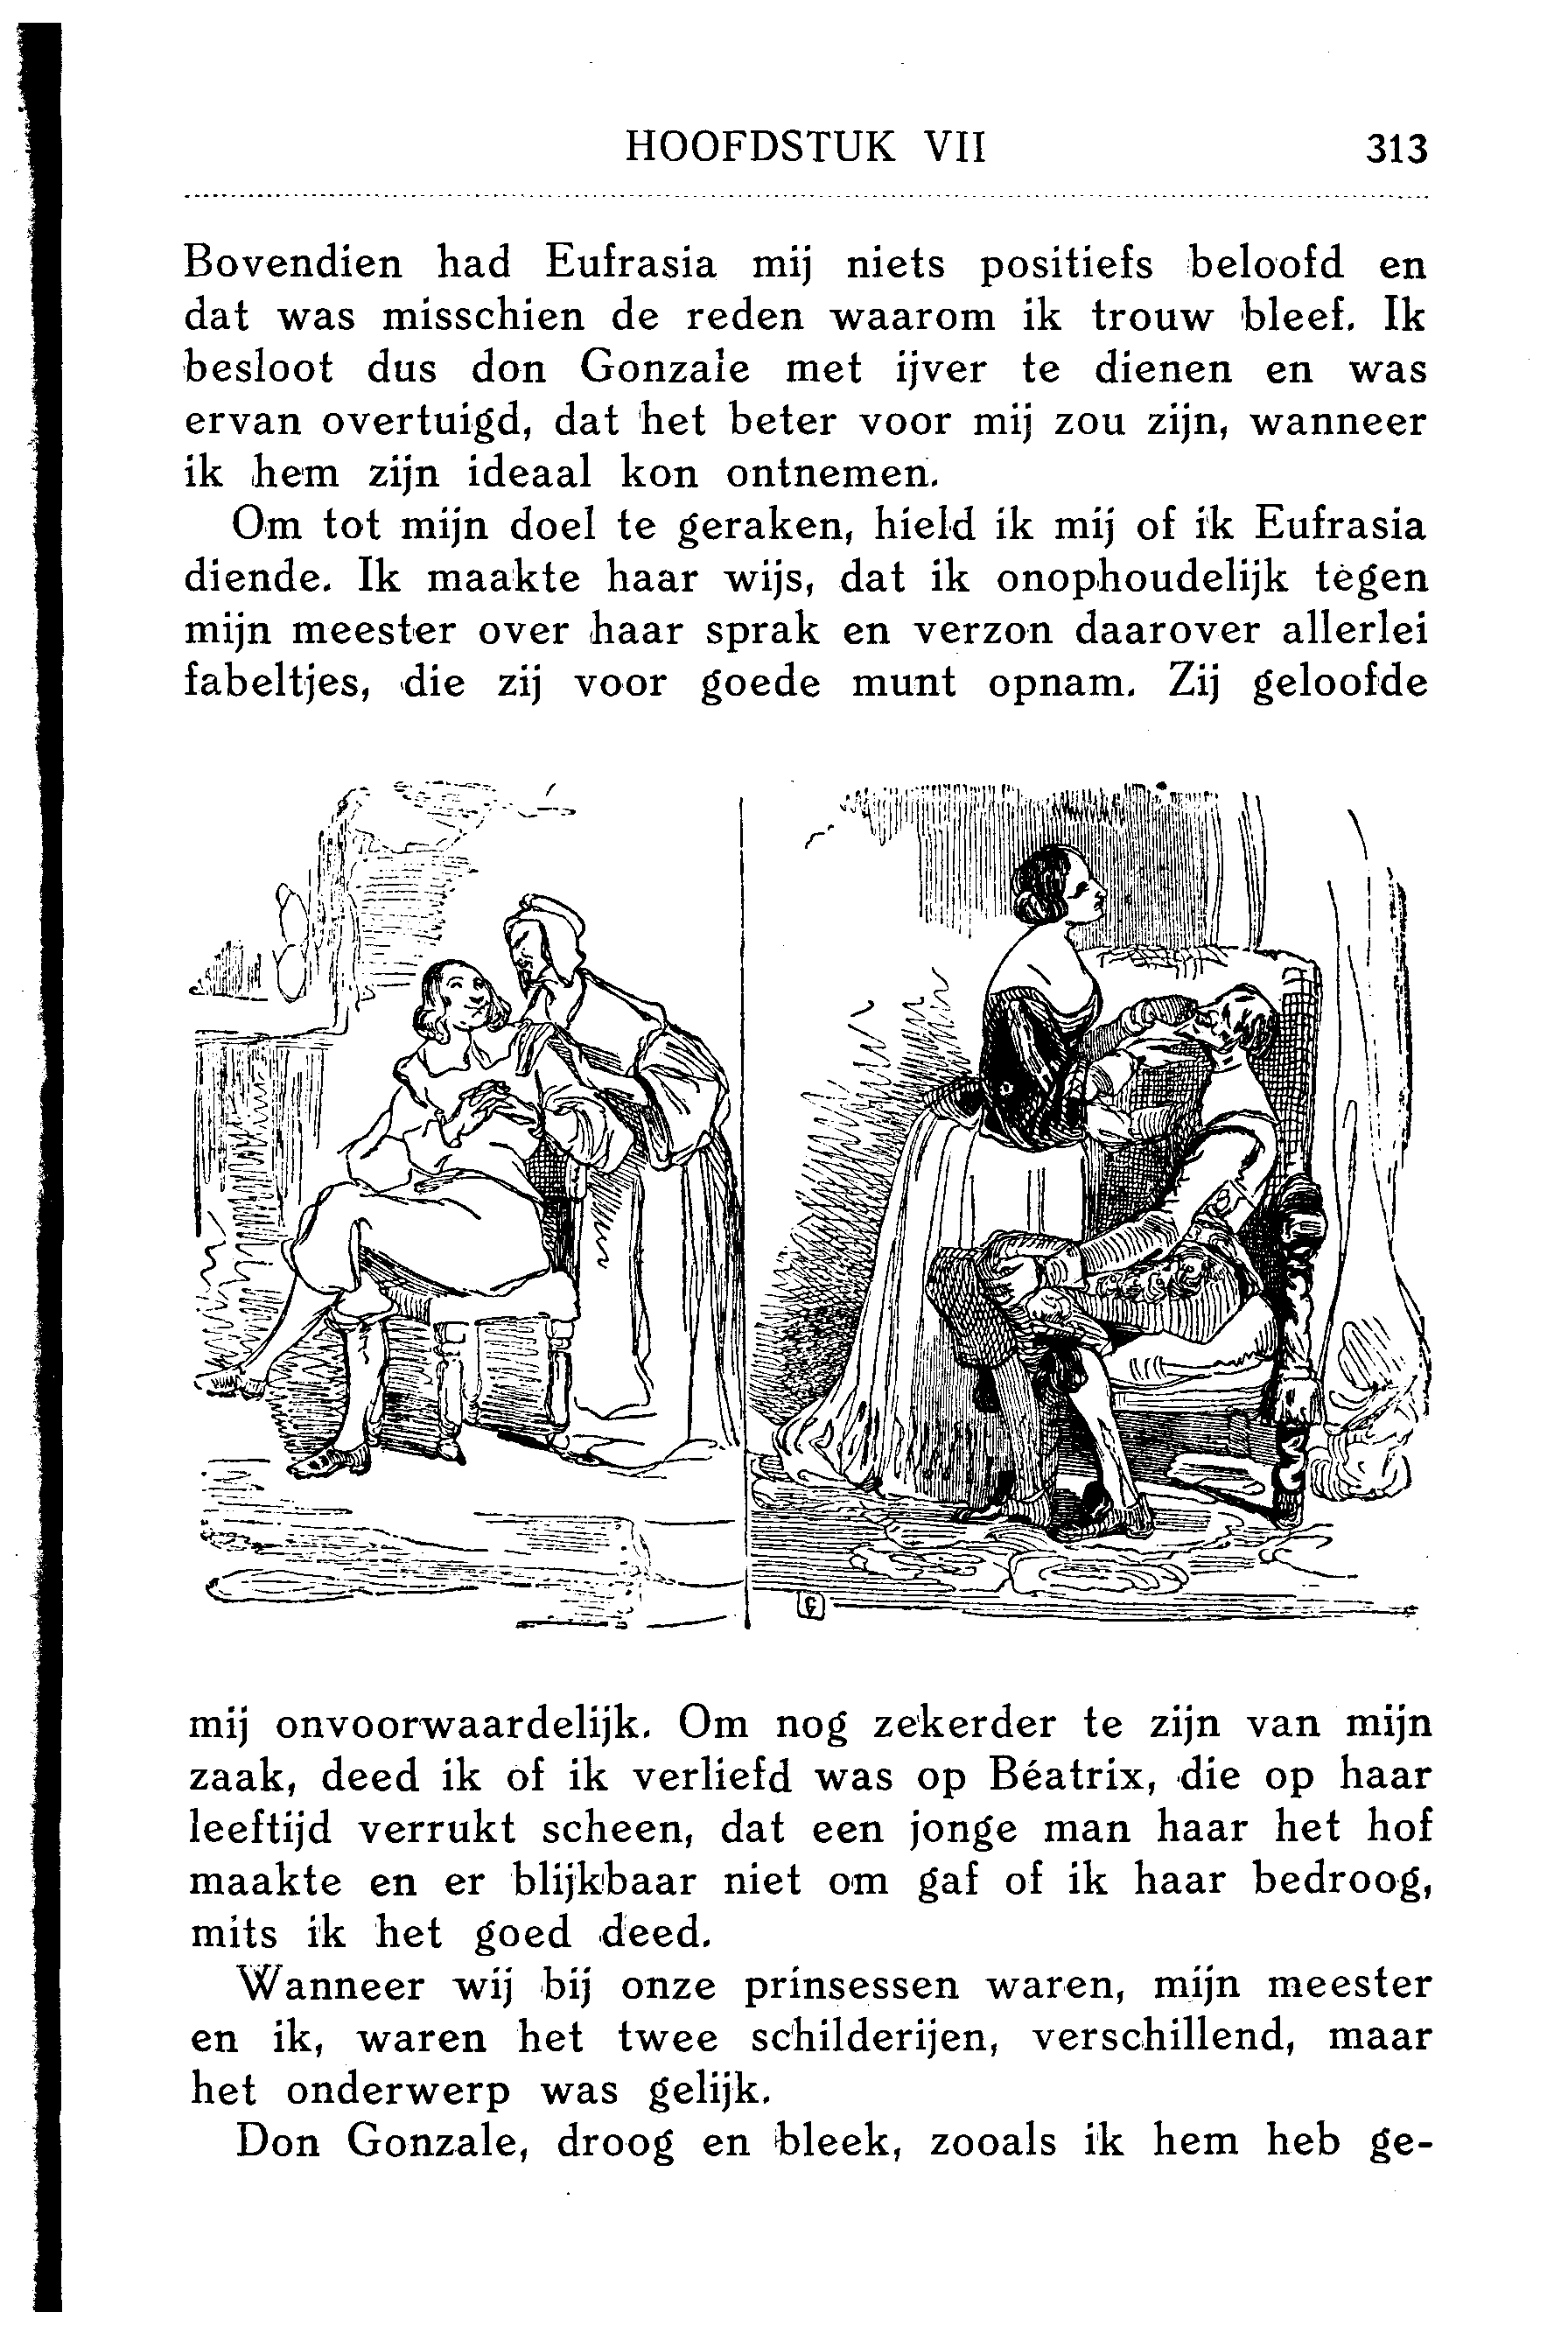 HOOFDSTUK VII 313
Bovendien had Eufrasia mij niets positiefs beloofd en
dat was misschien de reden waarom ik trouw bleef. Ik
besloot dus don Gonzale met ijver te dienen en was
ervan overtuigd, dat het beter voor mij zou zijn, wanneer
ik hem zijn ideaal kon ontnemen.
Om tot mijn doel te geraken, hield ik mij of ik Eufrasia
diende. Ik maakte haar wijs, dat ik onophoudelijk tegen
mijn meester over haar sprak en verzon daarover allerlei
fabeltjes, die zij voor goede munt opnam. Zij geloofde
mij onvoorwaardelijk. Om nog zekerder te zijn van mijn
zaak, deed ik of ik verliefd was op Béatrix, die op haar
leeftijd verrukt scheen, dat een jonge man haar het hof
maakte en er blijkbaar niet om gaf of ik haar bedroog,
mits ik het goed deed.
Wanneer wij bij onze prinsessen waren, mijn meester
en ik, waren het twee schilderijen, verschillend, maar
het onderwerp was gelijk.
Don Gonzale, droog en bleek, zooals ik hem heb ge-